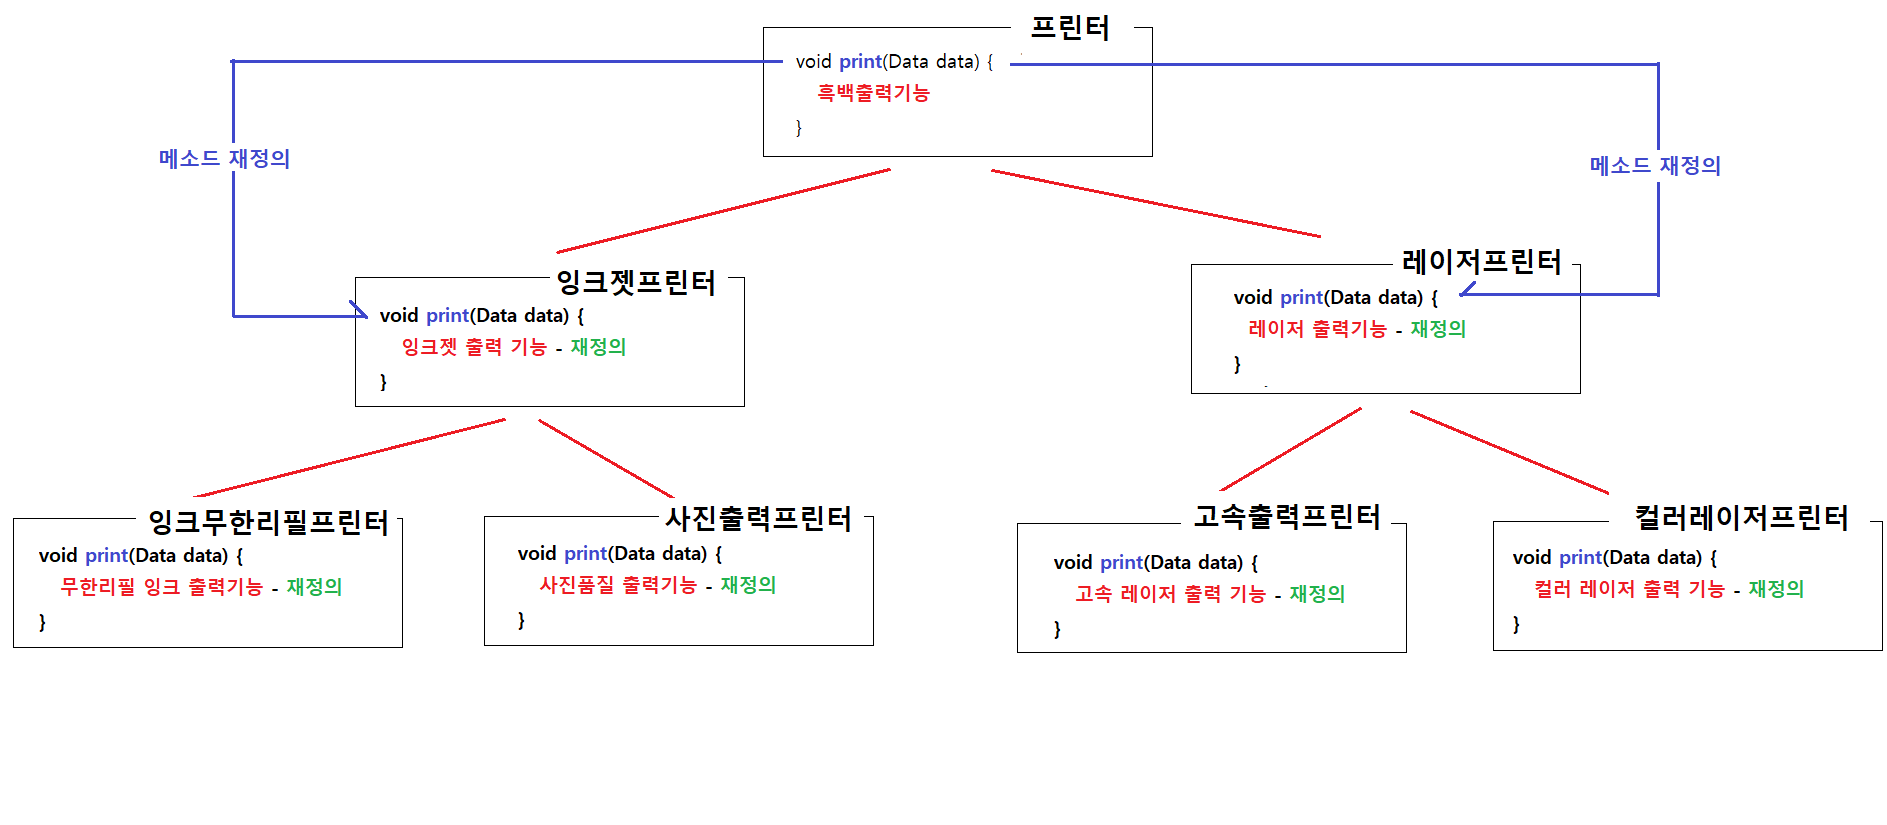 프린터
void print(Data data) {
흑백출력기능
}
메소드 재정의
메소드 재정의
잉크젯프린터
void print(Data data) {
잉크젯 출력 기능 - 재정의
}
레이저프린터
void print(Data data) {
레이저 출력기능 - 재정의
}
잉크무한리필프린터
void print(Data data) {
무한리필 잉크 출력기능 - 재정의
}
사진출력프린터
void print(Data data) {
사진품질 출력기능 - 재정의
}
고속출력프린터
void print(Data data) {
고속 레이저 출력 기능 - 재정의
}
컬러레이저프린터
void print(Data data) {
컬러 레이저 출력 기능 - 재정의
}